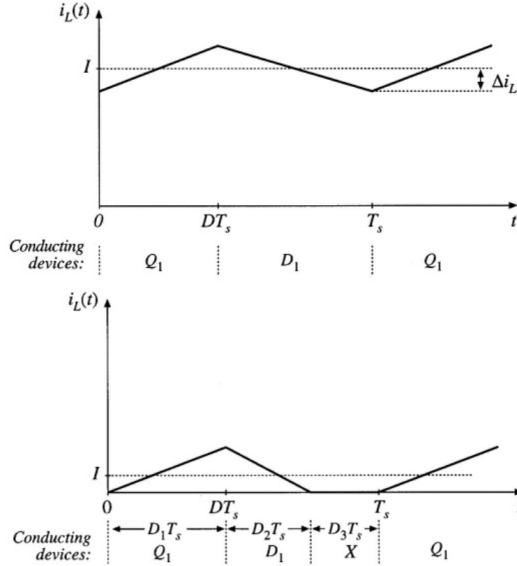 i_L(t)
I
Δi_L
0 DT_s T_s t
Conducting
devices: Q_1 D_1 Q_1
i_L(t)
I
0 DT_s T_s
D_1T_s D_2T_s D_3T_s
Conducting
devices: Q_1 D_1 X Q_1